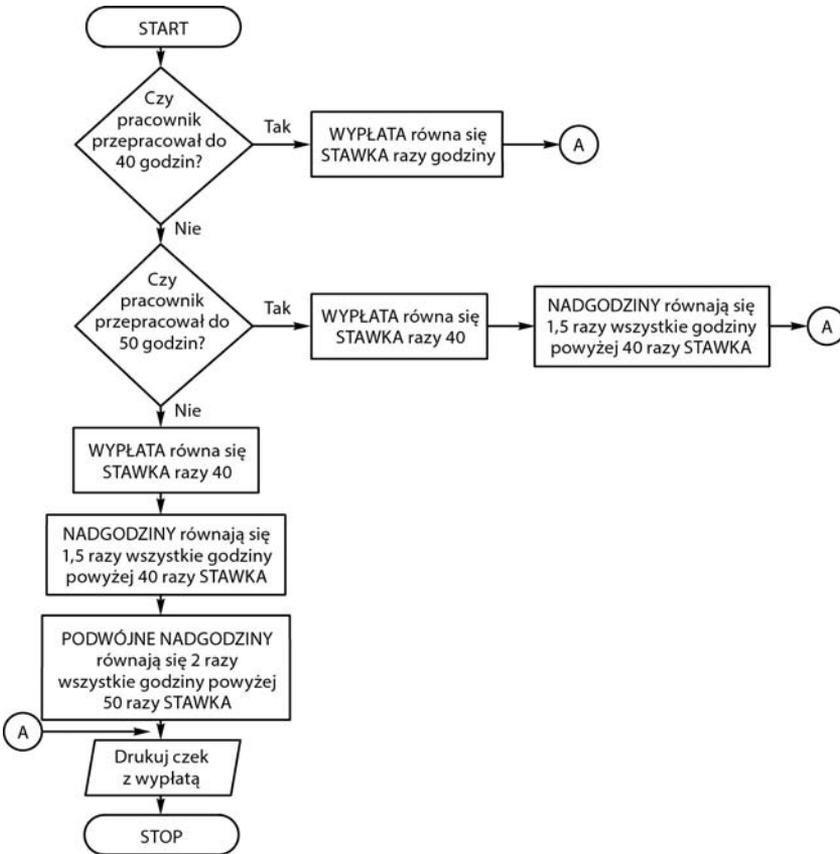 START
Czy
pracownik
przepracował do
40 godzin?
Tak
WYPŁATA równa się
STAWKA razy godziny
A
Nie
Czy
pracownik
przepracował do
50 godzin?
Tak
WYPŁATA równa się
STAWKA razy 40
NADGODZINY równają się
1,5 razy wszystkie godziny
powyżej 40 razy STAWKA
A
Nie
WYPŁATA równa się
STAWKA razy 40
NADGODZINY równają się
1,5 razy wszystkie godziny
powyżej 40 razy STAWKA
PODWÓJNE NADGODZINY
równają się 2 razy
wszystkie godziny powyżej
50 razy STAWKA
A
Drukuj czek
z wypłatą
STOP